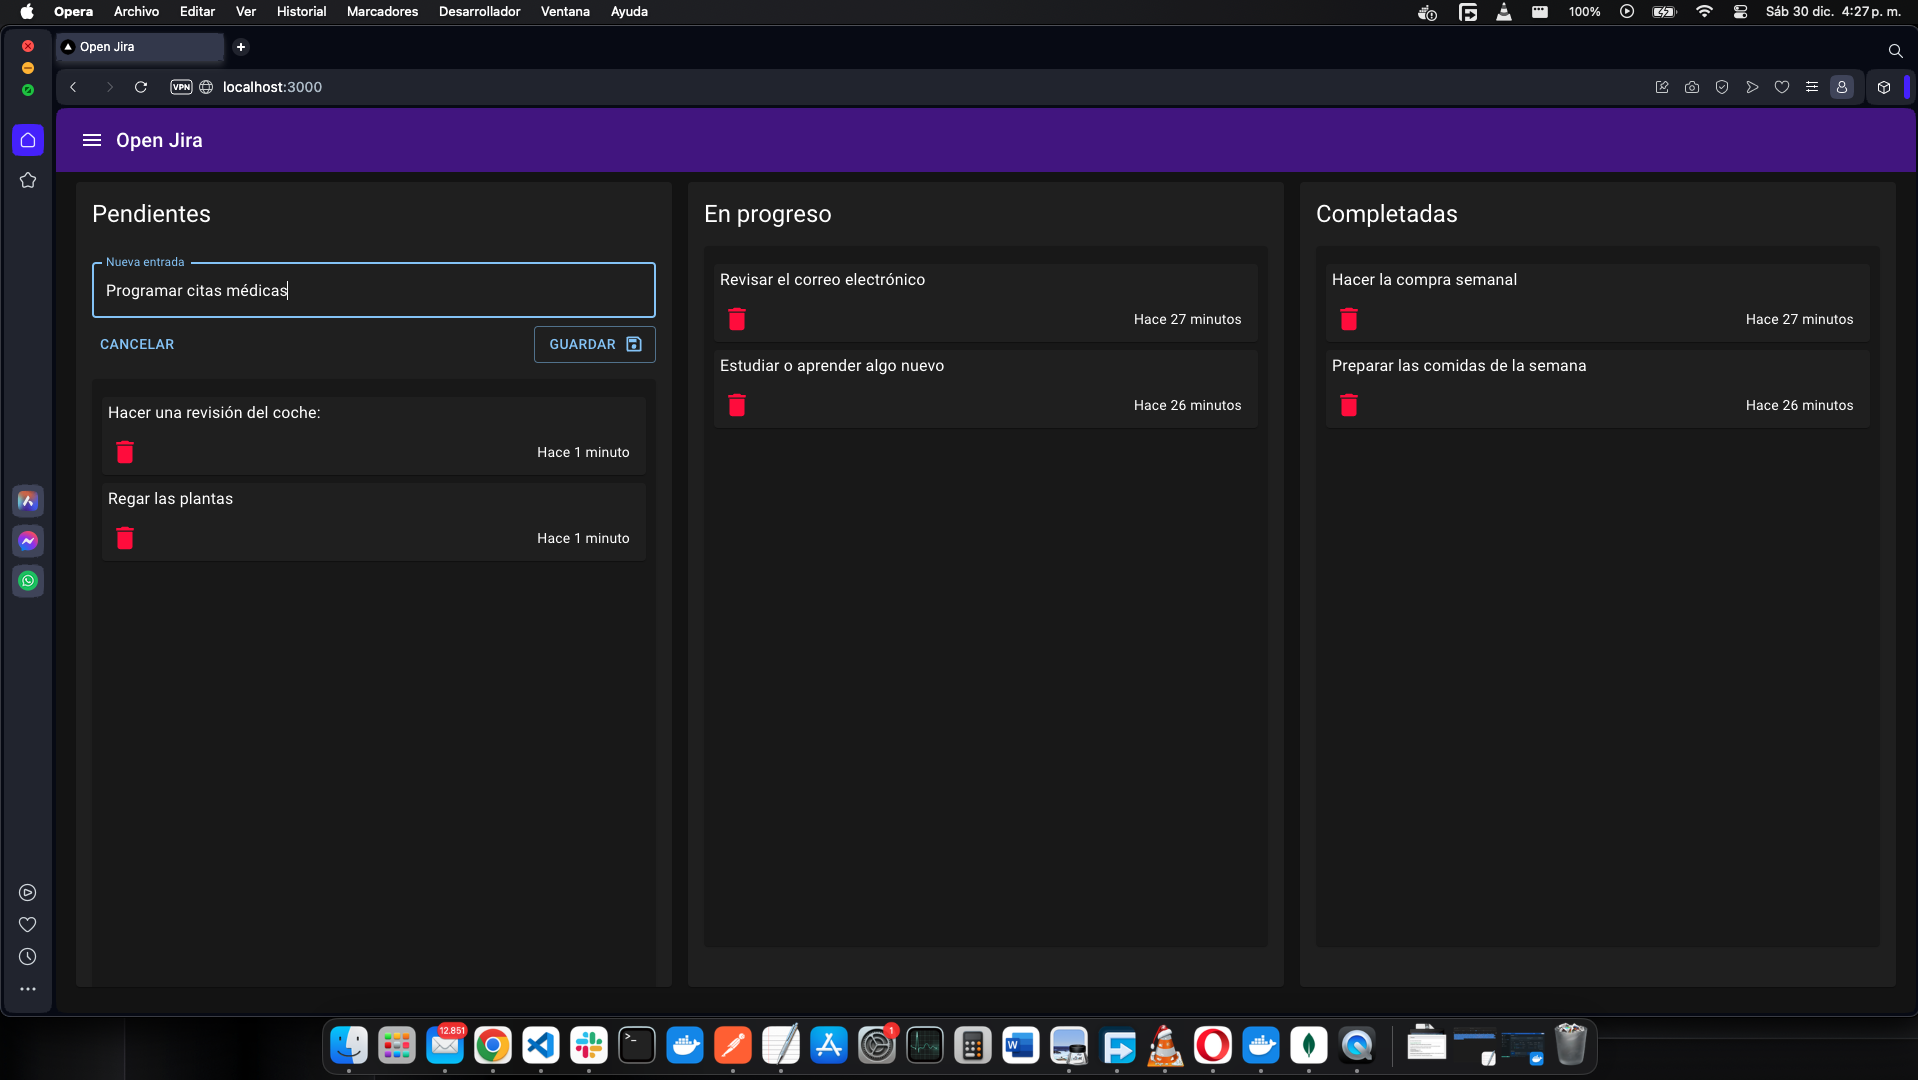 Opera Archivo Editar Ver Historial Marcadores Desarrollador Ventana Ayuda 100% Sáb 30 dic. 4:27 p. m.
Open Jira
VPN localhost:3000
Open Jira
Pendientes
Nueva entrada
Programar citas médicas
CANCELAR
GUARDAR
Hacer una revisión del coche:
Hace 1 minuto
Regar las plantas
Hace 1 minuto
En progreso
Revisar el correo electrónico
Hace 27 minutos
Estudiar o aprender algo nuevo
Hace 26 minutos
Completadas
Hacer la compra semanal
Hace 27 minutos
Preparar las comidas de la semana
Hace 26 minutos
12.851
1